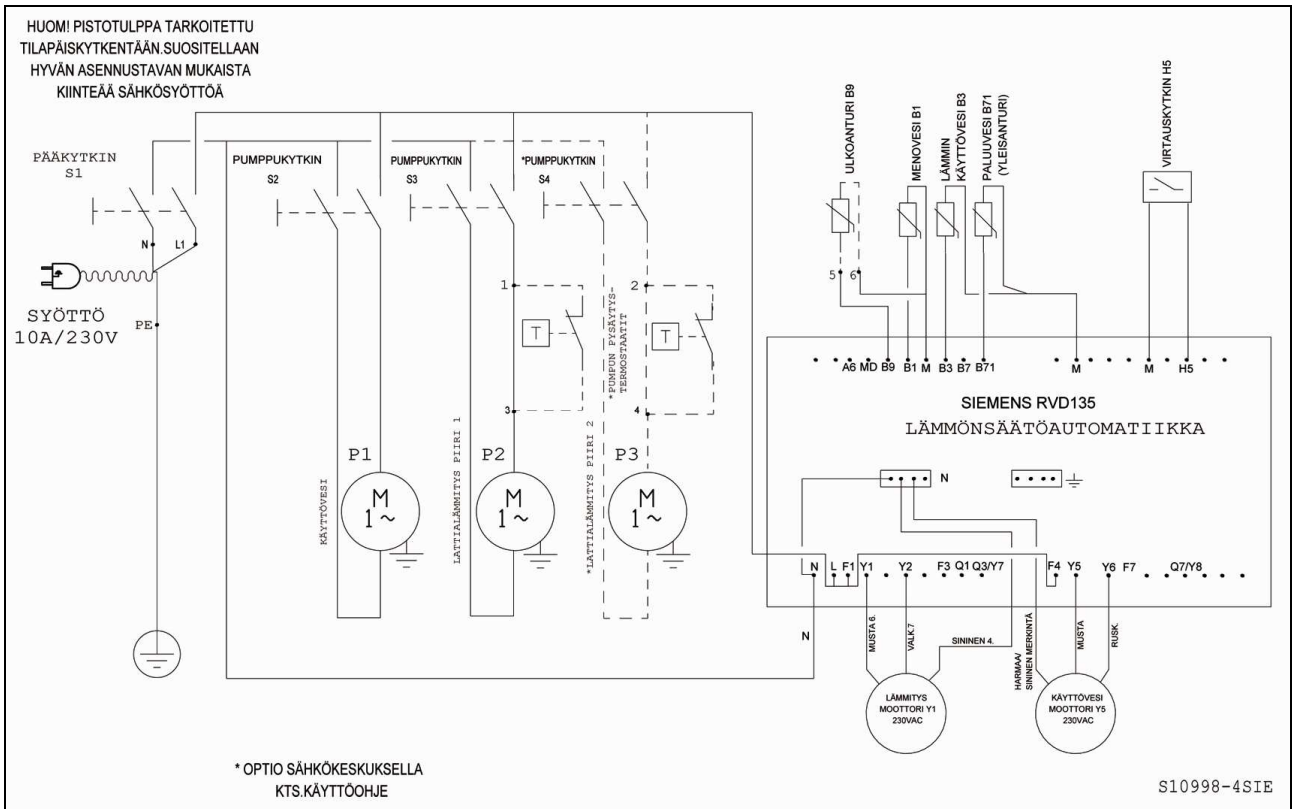 HUOM! PISTOTULPPA TARKOITETTU
TILAPÄISKYTKENTÄÄN.SUOSITELLAAN
HYVÄN ASENNUSTAVAN MUKAISTA
KIINTEÄÄ SÄHKÖSYÖTTÖÄ
PÄÄKYTKIN
S1
N
L1
SYÖTTÖ
10A/230V
PE
PUMPPUKYTKIN
S2
PUMPPUKYTKIN
S3
*PUMPPUKYTKIN
S4
1
T
3
2
T
4
*PUMPUN PYSÄYTYS-
TERMOSTAATIT
KÄYTTÖVESI
LATTIALÄMMITYS PIIRI 1
*LATTIALÄMMITYS PIIRI 2
P1
M
1~
P2
M
1~
P3
M
1~
ULKOANTURI B9
MENOVESI B1
LÄMMIN
KÄYTTÖVESI B3
PALUUVESI B71
(YLEISANTURI)
VIRTAUSKYTKIN H5
5
6
A6 MD B9 B1 M B3 B7 B71 M M H5
SIEMENS RVD135
LÄMMÖNSÄÄTÖAUTOMATIIKKA
N
N L F1 Y1 Y2 F3 Q1 Q3/Y7 F4 Y5 Y6 F7 Q7/Y8
N
MUSTA 6.
VALK.7
SININEN 4.
HARMAA/
SININEN MERKINTÄ
MUSTA
RUSK.
LÄMMITYS
MOOTTORI Y1
230VAC
KÄYTTÖVESI
MOOTTORI Y5
230VAC
* OPTIO SÄHKÖKESKUKSELLA
KTS.KÄYTTÖOHJE
S10998-4SIE